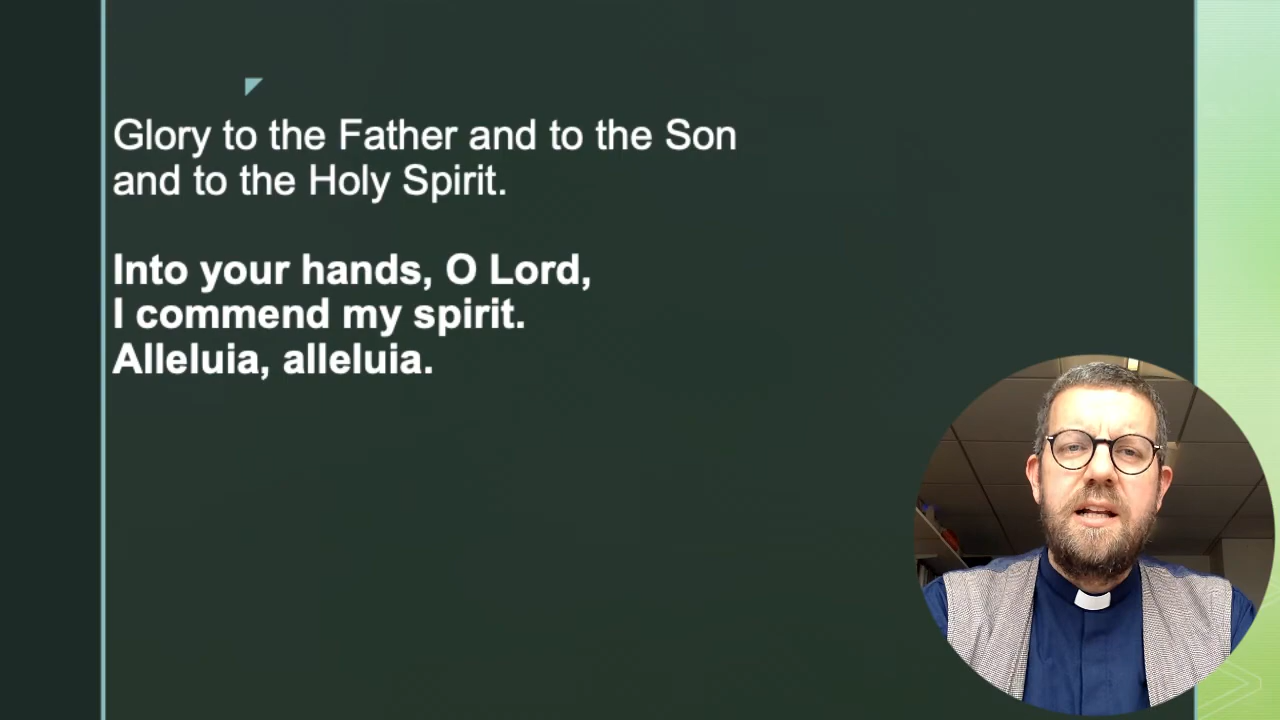 Glory to the Father and to the Son
and to the Holy Spirit.
Into your hands, O Lord,
I commend my spirit.
Alleluia, alleluia.